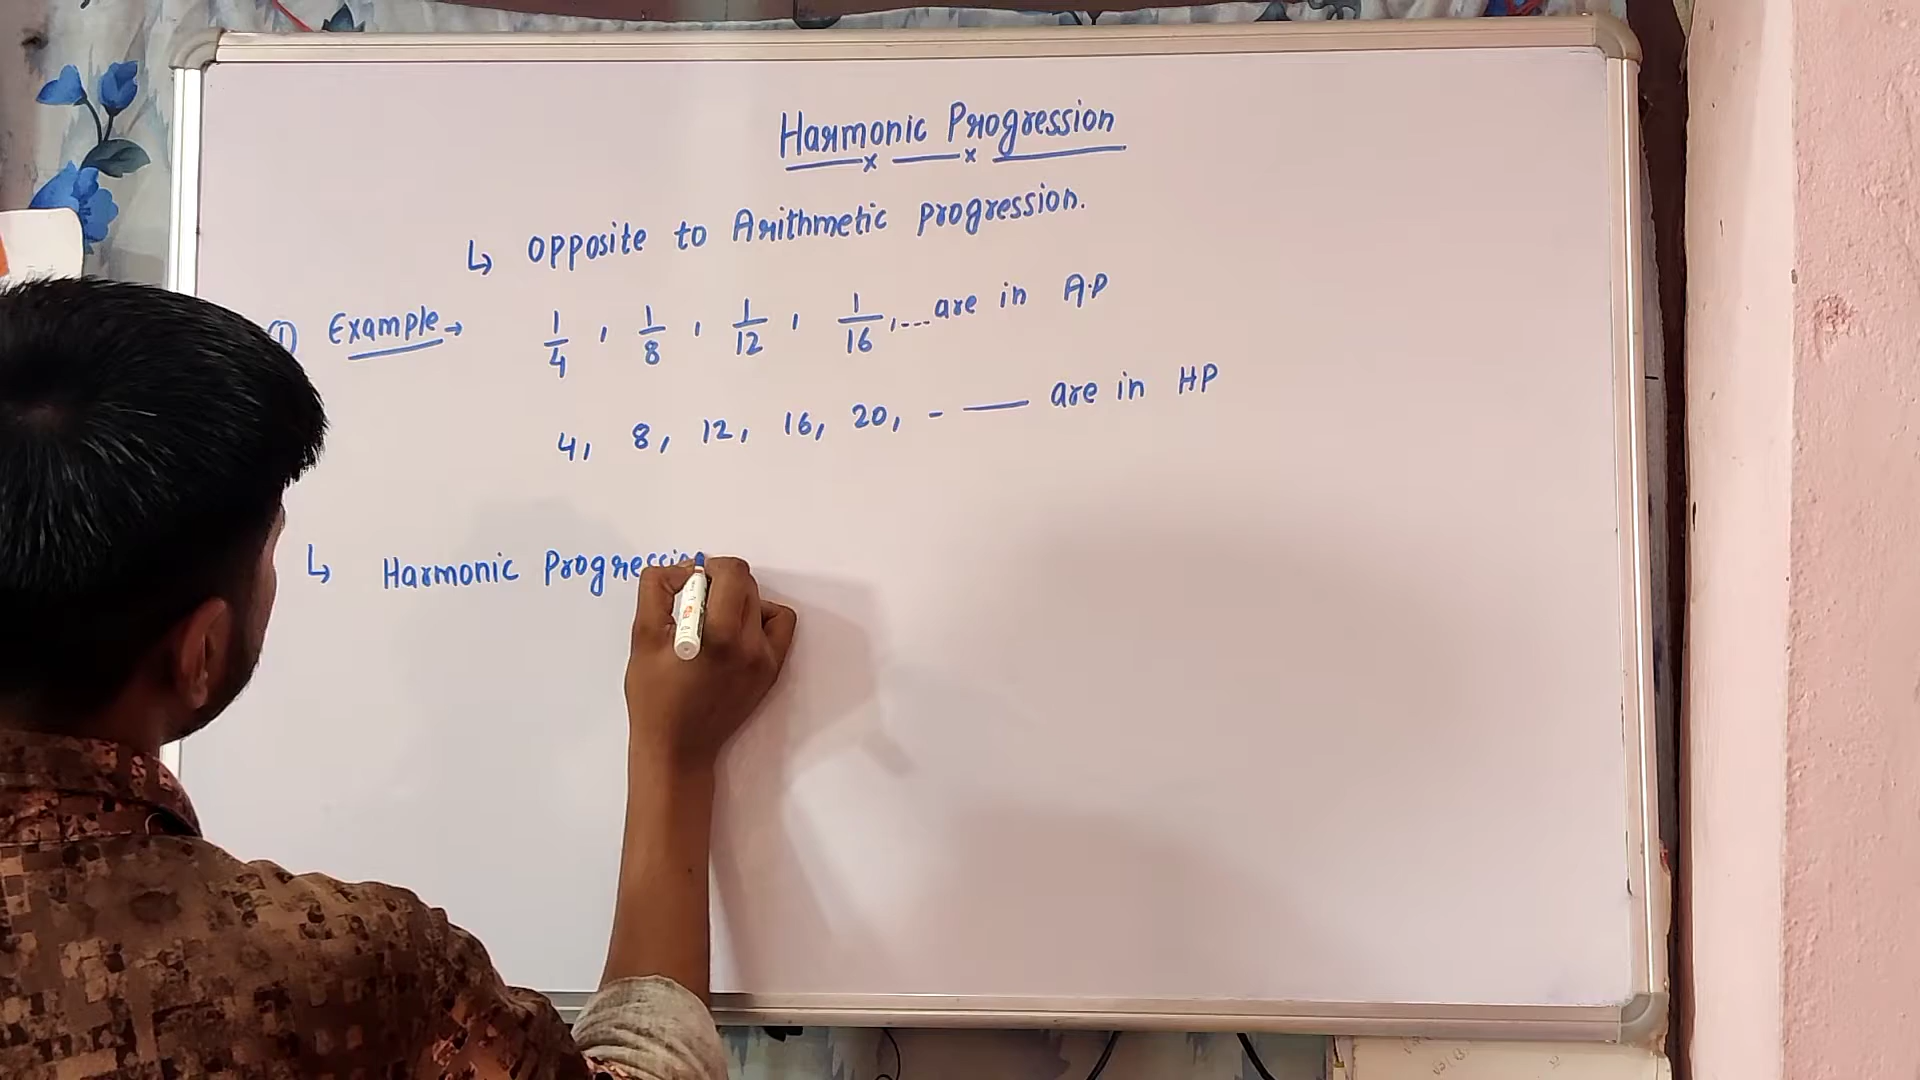 Harmonic Progression
↳ opposite to Arithmetic progression.
① Example → 1/4 , 1/8 , 1/12 , 1/16 ,... are in A.P
4, 8, 12, 16, 20, - — are in HP
↳ Harmonic Progression